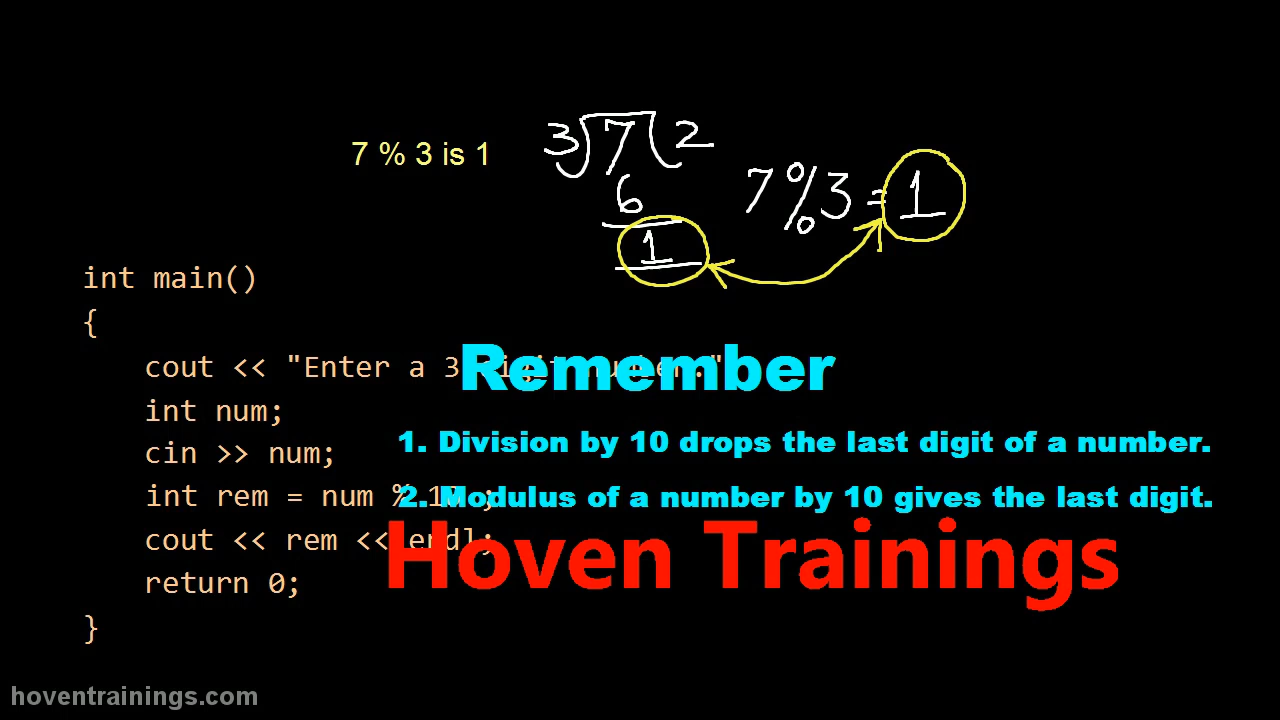 7 % 3 is 1
3 7 2
6
1
7 % 3 = 1
int main()
{
cout << "Enter a 3
int num;
cin >> num;
int rem = num %
cout << rem << endl;
return 0;
}
Remember
1. Division by 10 drops the last digit of a number.
2. Modulus of a number by 10 gives the last digit.
Hoven Trainings
hoventrainings.com